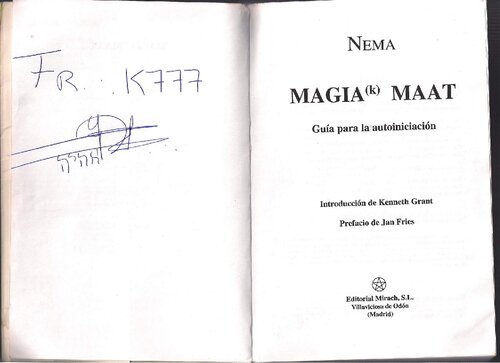 FR. K777
NEMA
MAGIA(k) MAAT
Guía para la autoiniciación
Introducción de Kenneth Grant
Prefacio de Jan Fries
Editorial Mirach, S.L.
Villaviciosa de Odón
(Madrid)